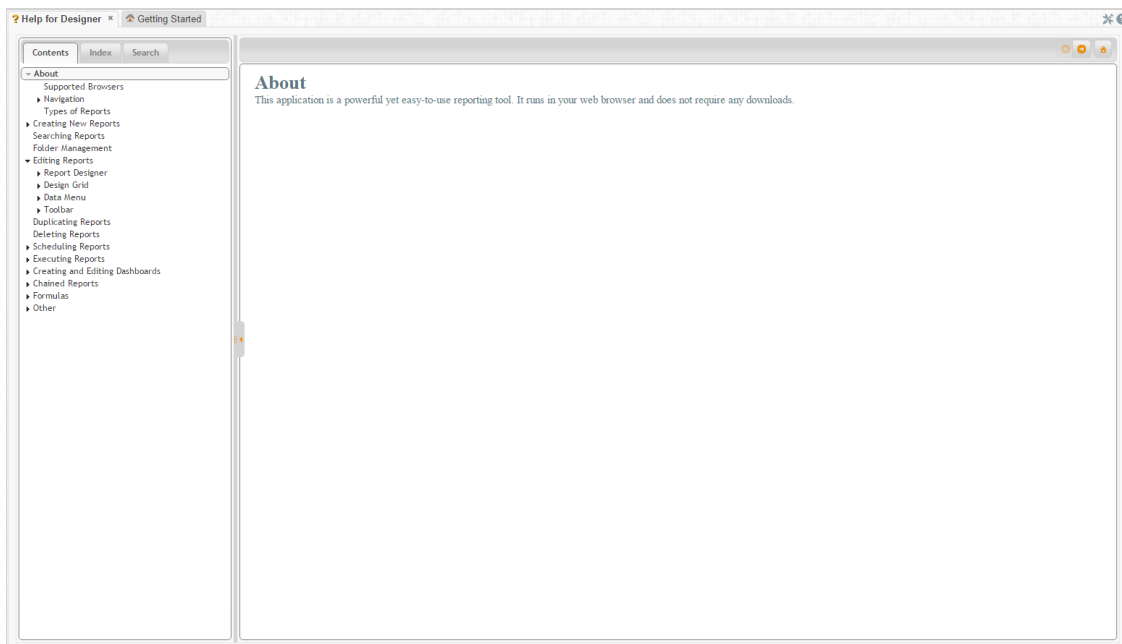 ? Help for Designer × Getting Started
Contents Index Search
About
Supported Browsers
Navigation
Types of Reports
Creating New Reports
Searching Reports
Folder Management
Editing Reports
Report Designer
Design Grid
Data Menu
Toolbar
Duplicating Reports
Deleting Reports
Scheduling Reports
Executing Reports
Creating and Editing Dashboards
Chained Reports
Formulas
Other
About
This application is a powerful yet easy-to-use reporting tool. It runs in your web browser and does not require any downloads.